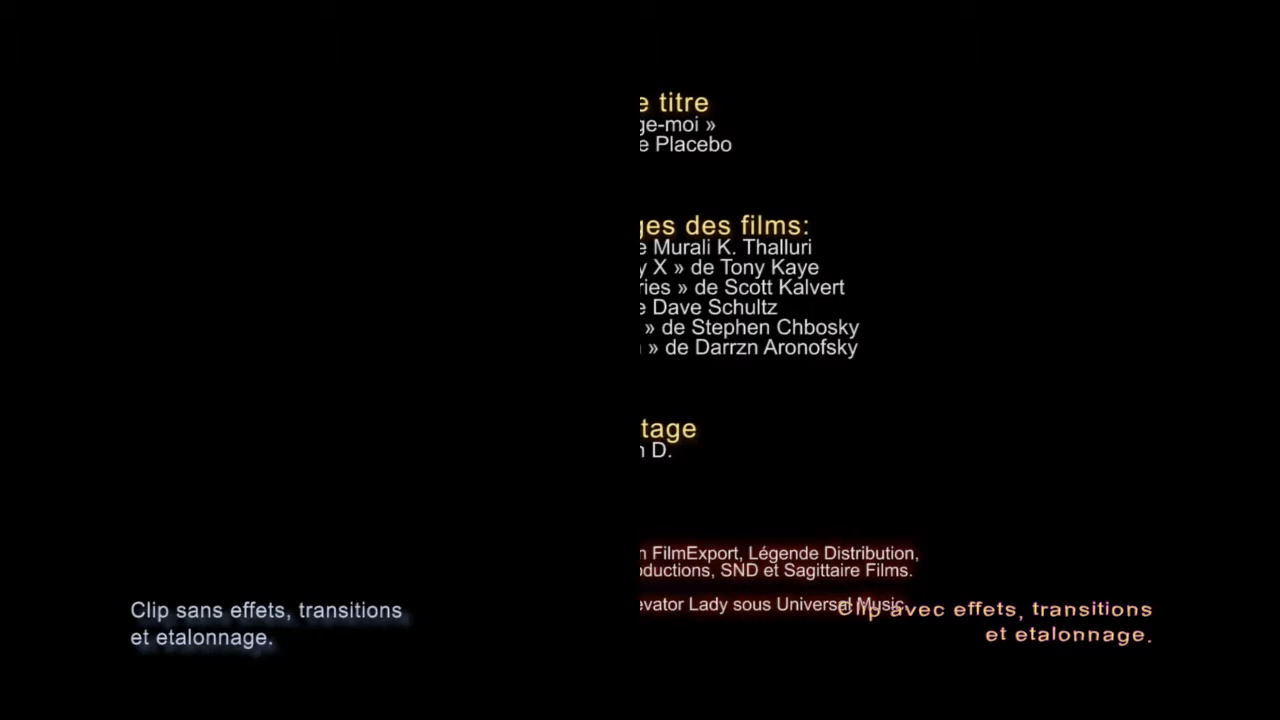 e titre
ge-moi »
e Placebo
ges des films:
e Murali K. Thalluri
y X » de Tony Kaye
ries » de Scott Kalvert
e Dave Schultz
» de Stephen Chbosky
» de Darrzn Aronofsky
tage
n D.
n FilmExport, Légende Distribution,
oductions, SND et Sagittaire Films.
evator Lady sous Universal Music.
Clip sans effets, transitions
et etalonnage.
Clip avec effets, transitions
et etalonnage.